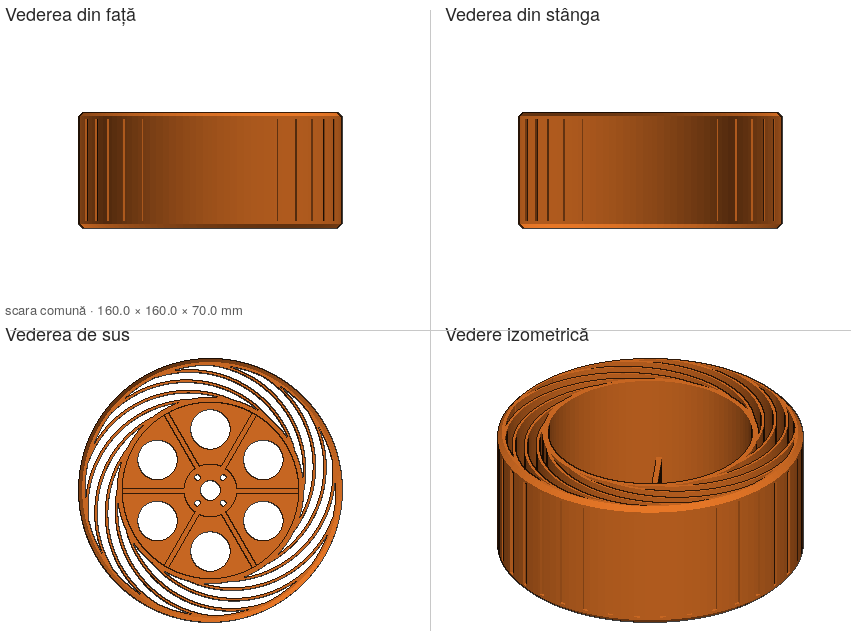 Vederea din față
Vederea din stânga
scara comună · 160.0 × 160.0 × 70.0 mm
Vederea de sus
Vedere izometrică